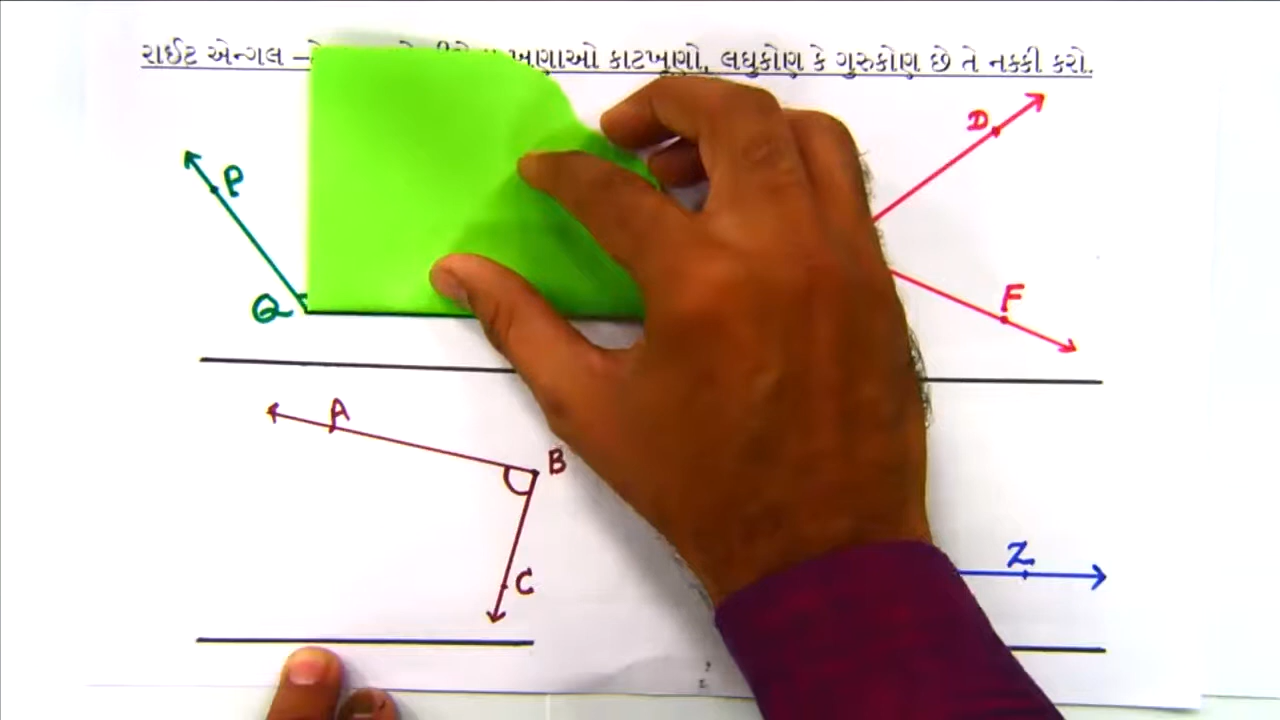 રાઈટ એન્ગલ – ખૂણાઓ કાટખૂણો, લઘુકોણ કે ગુરુકોણ છે તે નક્કી કરો.
D
P
F
Q
A
B
Z
C